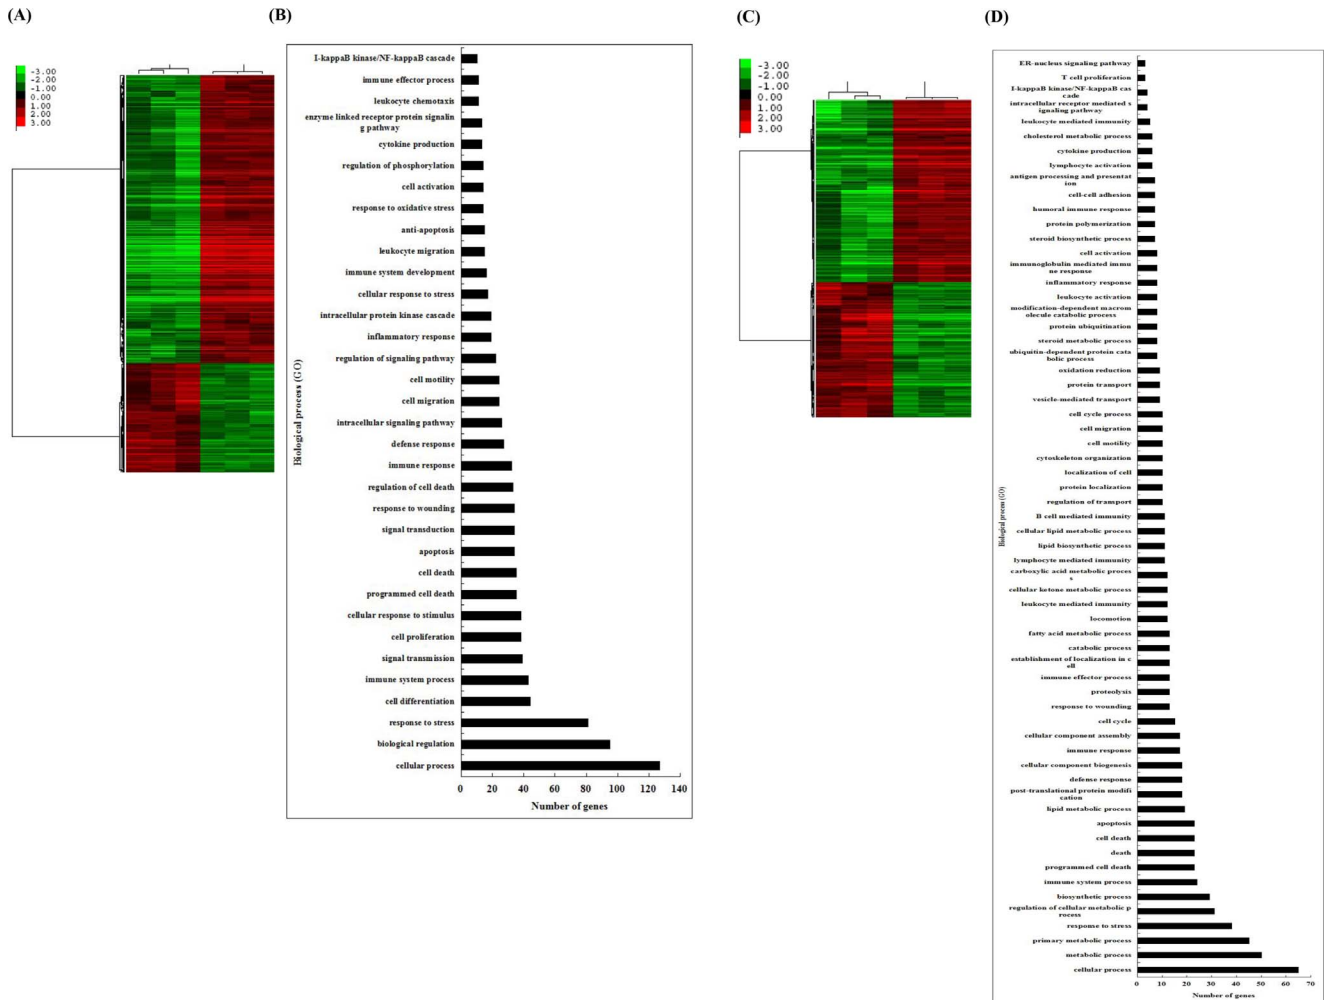 (A)
(B)
(C)
(D)
-3.00
-2.00
-1.00
0.00
1.00
2.00
3.00
I-kappaB kinase/NF-kappaB cascade
immune effector process
leukocyte chemotaxis
enzyme linked receptor protein signalin
g pathway
cytokine production
regulation of phosphorylation
cell activation
response to oxidative stress
anti-apoptosis
leukocyte migration
immune system development
cellular response to stress
intracellular protein kinase cascade
inflammatory response
regulation of signaling pathway
cell motility
cell migration
intracellular signaling pathway
defense response
immune response
regulation of cell death
response to wounding
signal transduction
apoptosis
cell death
programmed cell death
cellular response to stimulus
cell proliferation
signal transmission
immune system process
cell differentiation
response to stress
biological regulation
cellular process
Biological process (GO)
0 20 40 60 80 100 120 140
Number of genes
-3.00
-2.00
-1.00
0.00
1.00
2.00
3.00
ER-nucleus signaling pathway
T cell proliferation
I-kappaB kinase/NF-kappaB cas
cade
intracellular receptor mediated s
ignaling pathway
leukocyte mediated immunity
cholesterol metabolic process
cytokine production
lymphocyte activation
antigen processing and presentat
ion
cell-cell adhesion
humoral immune response
protein polymerization
steroid biosynthetic process
cell activation
immunoglobulin mediated immu
ne response
inflammatory response
leukocyte activation
modification-dependent macrom
olecule catabolic process
protein ubiquitination
steroid metabolic process
ubiquitin-dependent protein cata
bolic process
oxidation reduction
protein transport
vesicle-mediated transport
cell cycle process
cell migration
cell motility
cytoskeleton organization
localization of cell
protein localization
regulation of transport
B cell mediated immunity
cellular lipid metabolic process
lipid biosynthetic process
lymphocyte mediated immunity
carboxylic acid metabolic proces
s
cellular ketone metabolic process
leukocyte mediated immunity
locomotion
fatty acid metabolic process
catabolic process
establishment of localization in c
ell
immune effector process
proteolysis
response to wounding
cell cycle
cellular component assembly
immune response
cellular component biogenesis
defense response
post-translational protein modifi
cation
lipid metabolic process
apoptosis
cell death
death
programmed cell death
immune system process
biosynthetic process
regulation of cellular metabolic p
rocess
response to stress
primary metabolic process
metabolic process
cellular process
Biological process (GO)
0 10 20 30 40 50 60 70
Number of genes